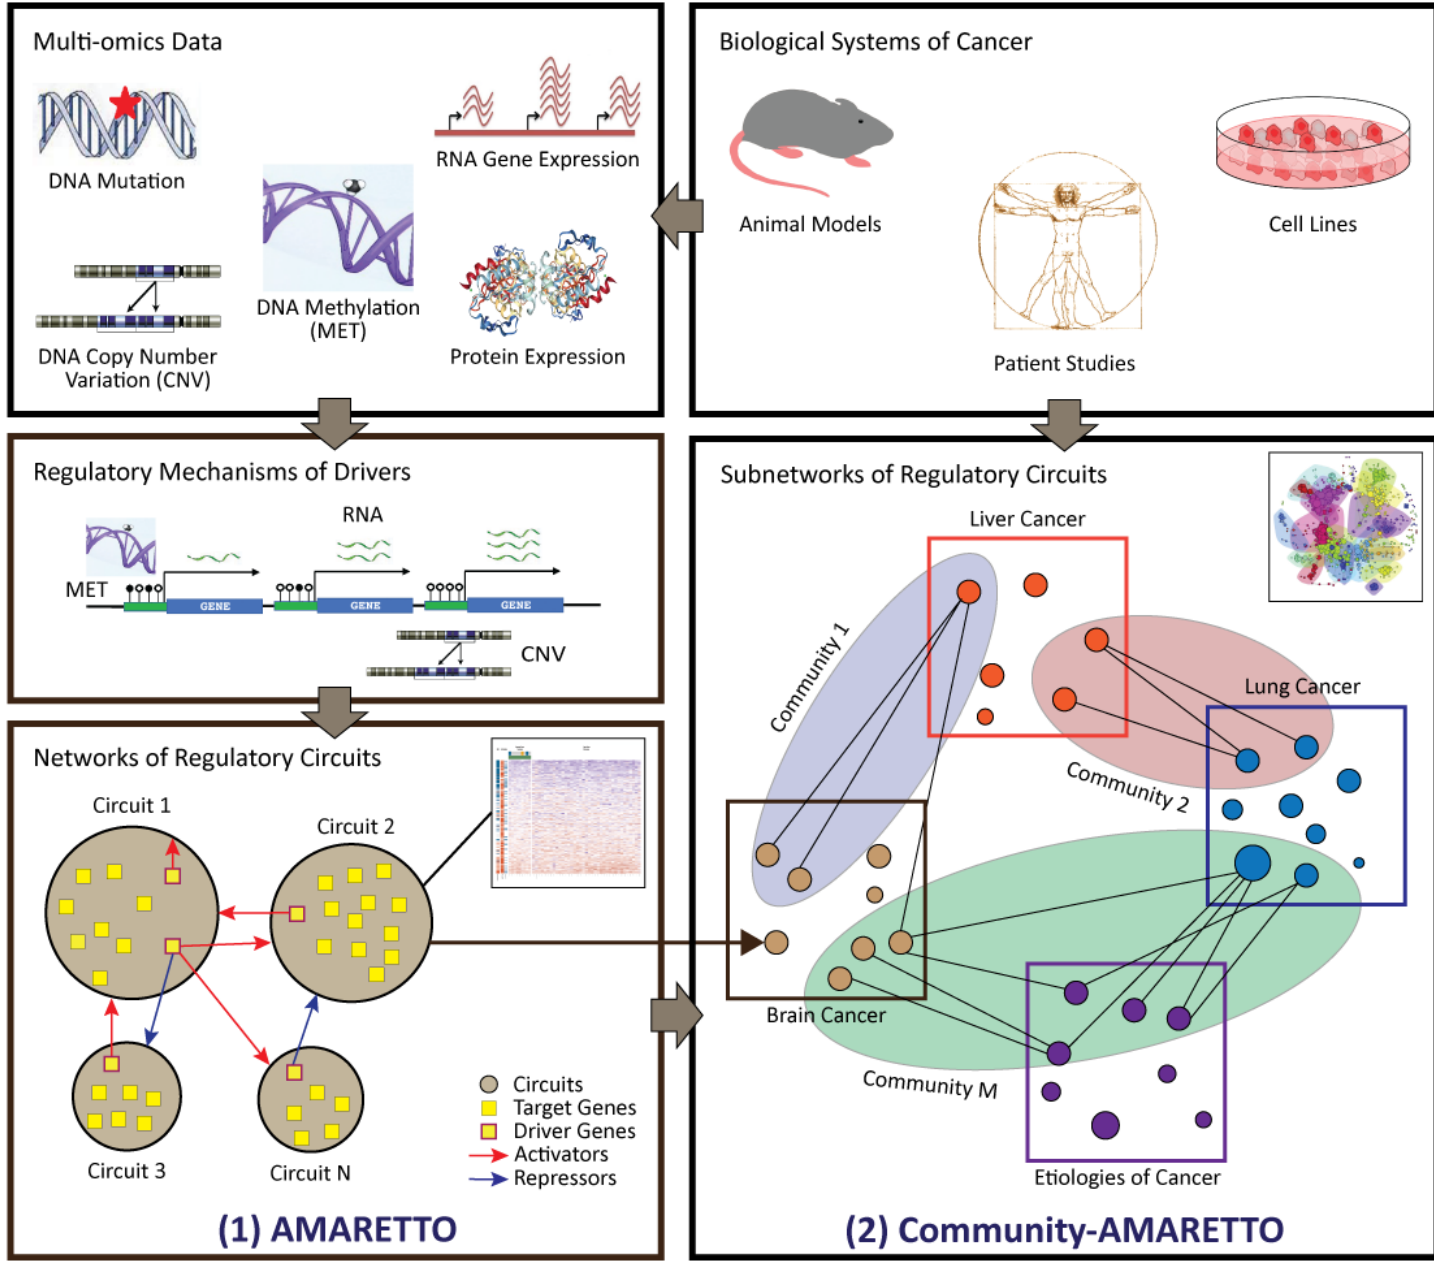 Multi-omics Data
DNA Mutation
RNA Gene Expression
DNA Methylation
(MET)
DNA Copy Number
Variation (CNV)
Protein Expression
Biological Systems of Cancer
Animal Models
Patient Studies
Cell Lines
Regulatory Mechanisms of Drivers
RNA
MET
GENE
GENE
GENE
CNV
Networks of Regulatory Circuits
Circuit 1
Circuit 2
Circuit 3
Circuit N
Circuits
Target Genes
Driver Genes
Activators
Repressors
(1) AMARETTO
Subnetworks of Regulatory Circuits
Liver Cancer
Community 1
Lung Cancer
Community 2
Brain Cancer
Community M
Etiologies of Cancer
(2) Community-AMARETTO